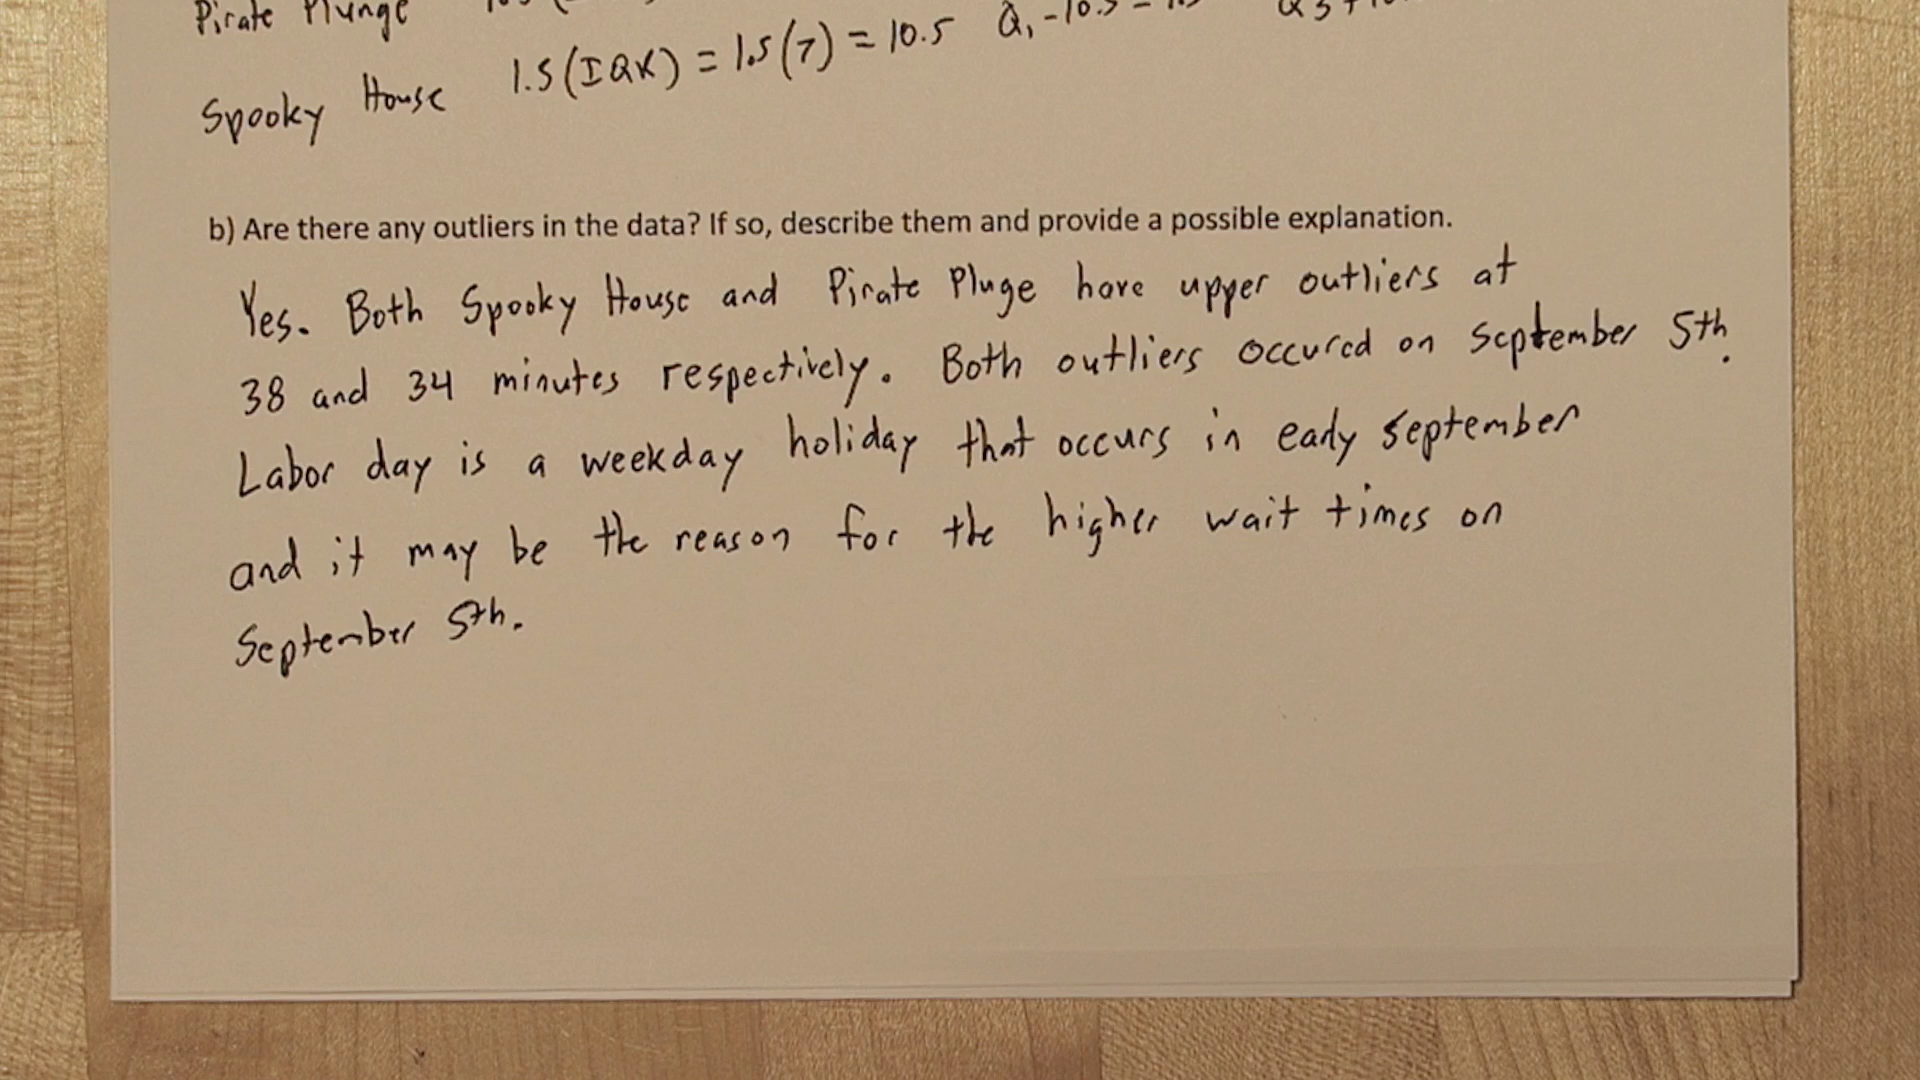 Pirate Plunge
Spooky House 1.5(IQR) = 1.5(7) = 10.5 Q₁-10.5
b) Are there any outliers in the data? If so, describe them and provide a possible explanation.
Yes. Both Spooky House and Pirate Pluge have upper outliers at
38 and 34 minutes respectively. Both outliers occured on September 5th.
Labor day is a weekday holiday that occurs in early September
and it may be the reason for the higher wait times on
September 5th.